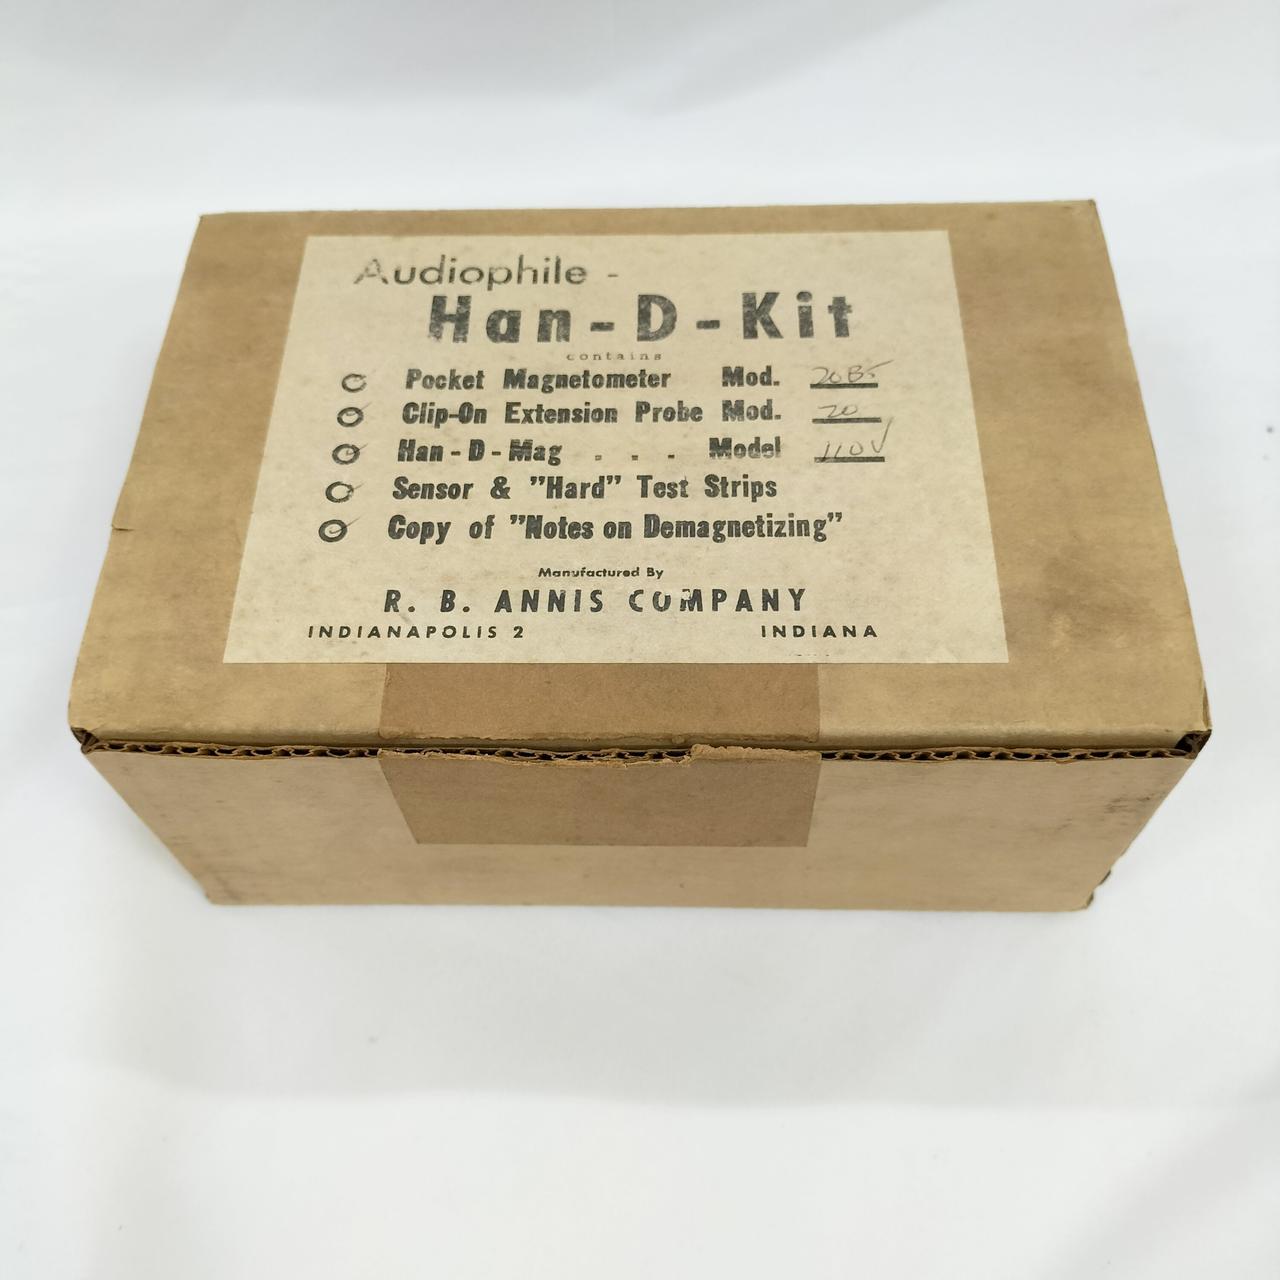 Audiophile -
Han-D-Kit
contains
Pocket Magnetometer Mod. 20B5
Clip-On Extension Probe Mod. 20
Han-D-Mag . . . Model 110V
Sensor & "Hard" Test Strips
Copy of "Notes on Demagnetizing"
Manufactured By
R. B. ANNIS COMPANY
INDIANAPOLIS 2 INDIANA